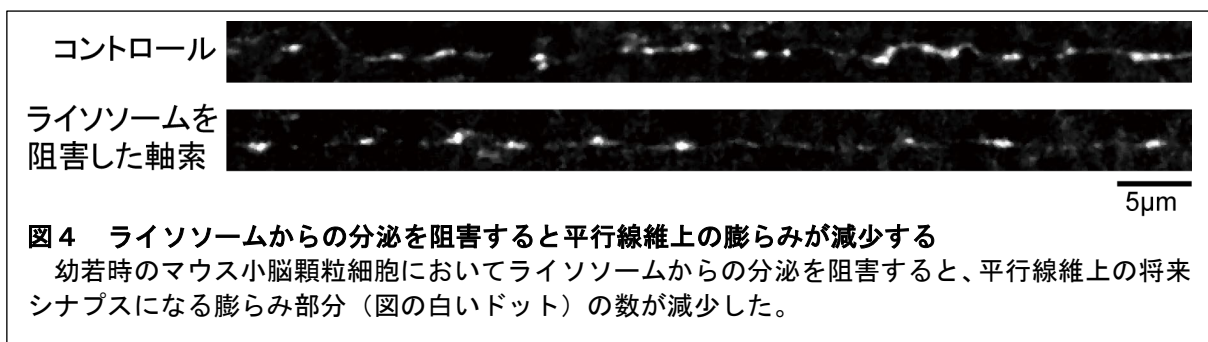 コントロール
ライソソームを
阻害した軸索
5μm
図４　ライソソームからの分泌を阻害すると平行線維上の膨らみが減少する
幼若時のマウス小脳顆粒細胞においてライソソームからの分泌を阻害すると、平行線維上の将来
シナプスになる膨らみ部分（図の白いドット）の数が減少した。